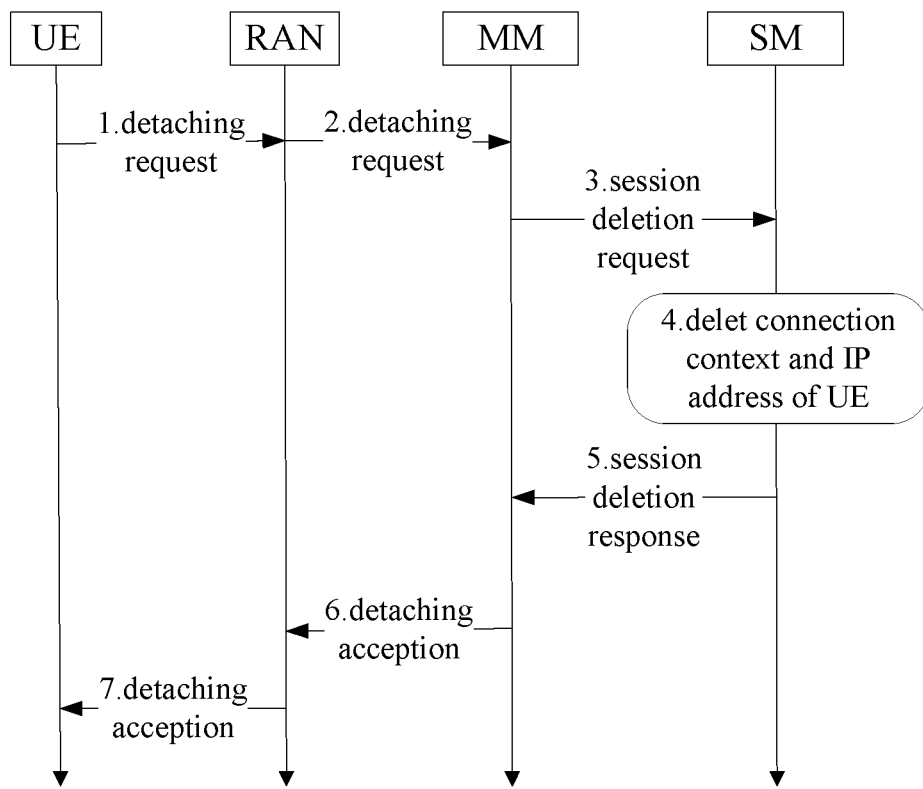 UE
RAN
MM
SM
1.detaching
request
2.detaching
request
3.session
deletion
request
4.delet connection
context and IP
address of UE
5.session
deletion
response
6.detaching
acception
7.detaching
acception